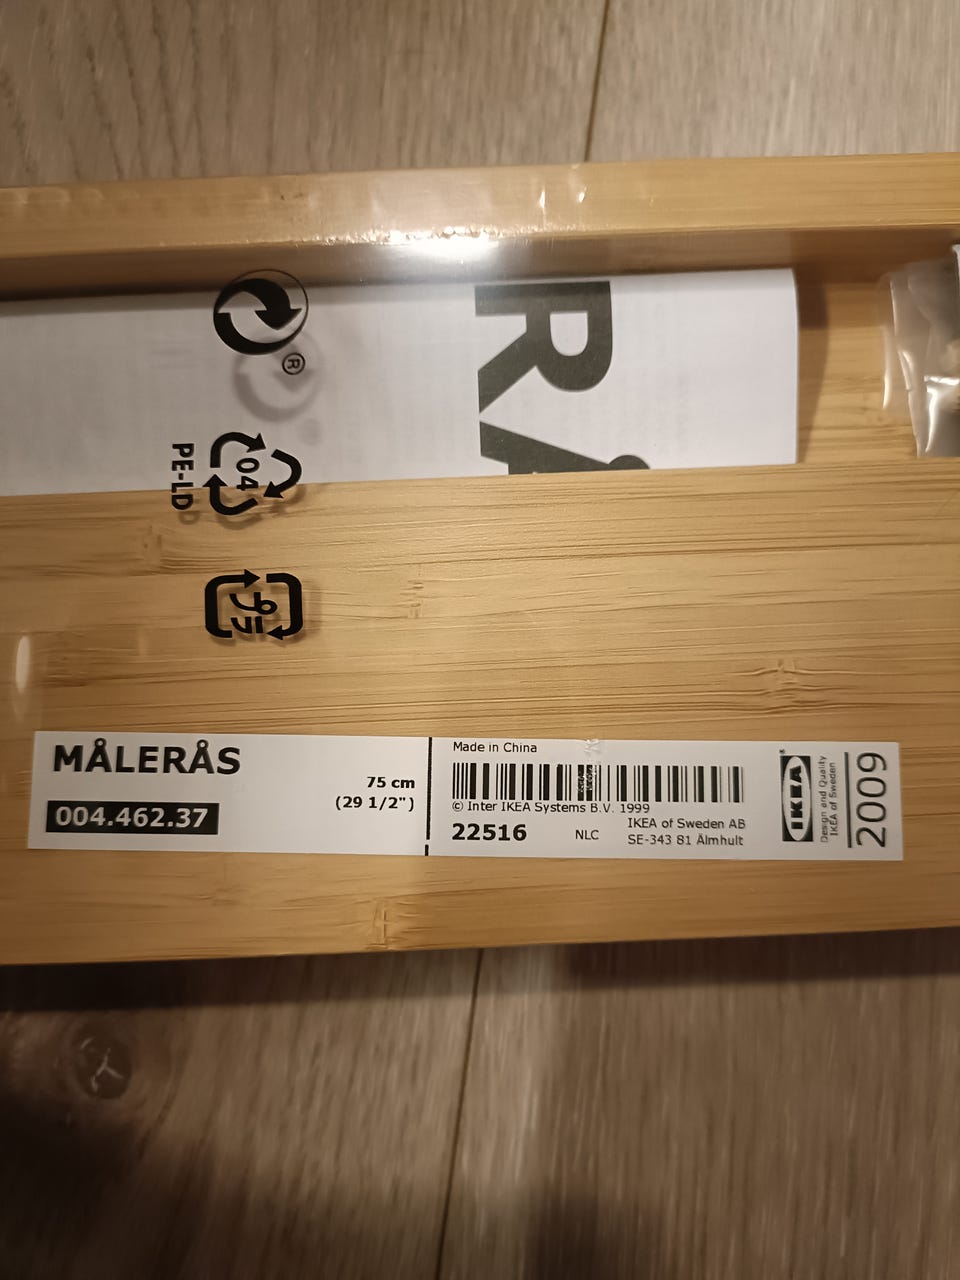 RÅ
®
04
PE-LD
プラ
MÅLERÅS
004.462.37
75 cm
(29 1/2")
Made in China
© Inter IKEA Systems B.V. 1999
22516
NLC
IKEA of Sweden AB
SE-343 81 Älmhult
IKEA®
Design and Quality
IKEA of Sweden
2009